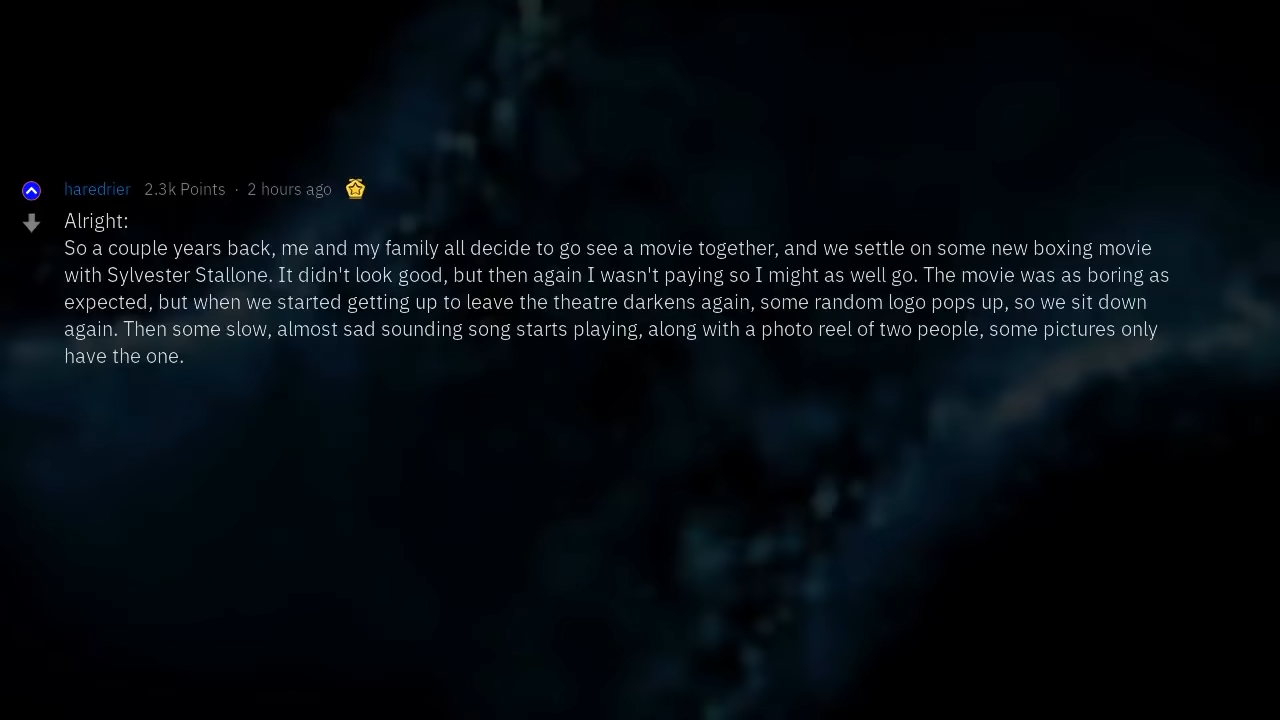 haredrier 2.3k Points · 2 hours ago
Alright:
So a couple years back, me and my family all decide to go see a movie together, and we settle on some new boxing movie
with Sylvester Stallone. It didn't look good, but then again I wasn't paying so I might as well go. The movie was as boring as
expected, but when we started getting up to leave the theatre darkens again, some random logo pops up, so we sit down
again. Then some slow, almost sad sounding song starts playing, along with a photo reel of two people, some pictures only
have the one.